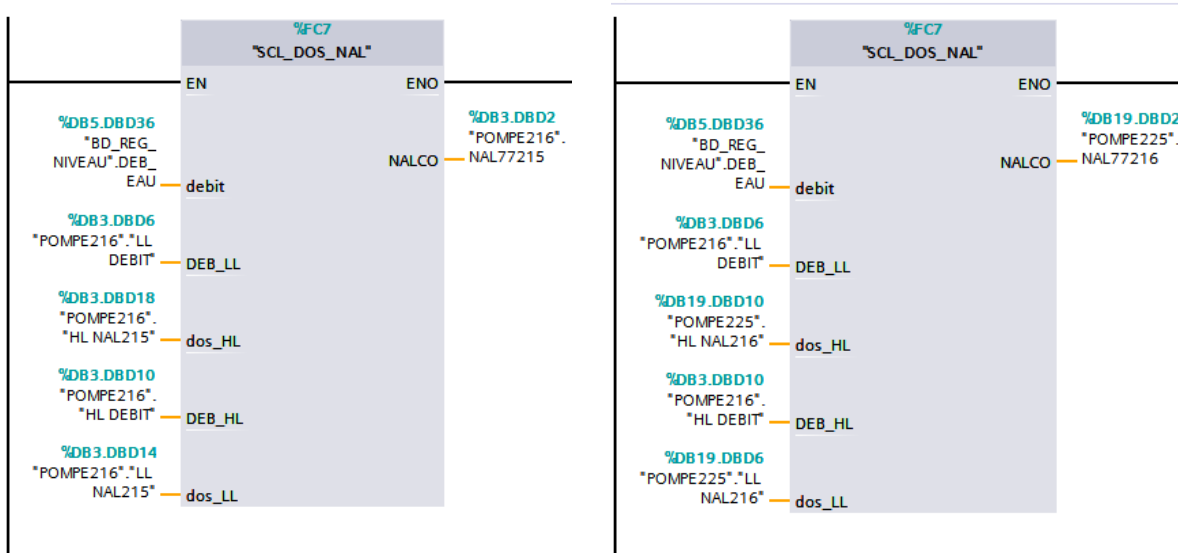 %FC7
"SCL_DOS_NAL"
EN
ENO
%DB5.DBD36
"BD_REG_
NIVEAU".DEB_
EAU
debit
%DB3.DBD2
"POMPE216".
NAL77215
NALCO
%DB3.DBD6
"POMPE216"."LL
DEBIT"
DEB_LL
%DB3.DBD18
"POMPE216".
"HL NAL215"
dos_HL
%DB3.DBD10
"POMPE216".
"HL DEBIT"
DEB_HL
%DB3.DBD14
"POMPE216"."LL
NAL215"
dos_LL
%FC7
"SCL_DOS_NAL"
EN
ENO
%DB5.DBD36
"BD_REG_
NIVEAU".DEB_
EAU
debit
%DB19.DBD2
"POMPE225".
NAL77216
NALCO
%DB3.DBD6
"POMPE216"."LL
DEBIT"
DEB_LL
%DB19.DBD10
"POMPE225".
"HL NAL216"
dos_HL
%DB3.DBD10
"POMPE216".
"HL DEBIT"
DEB_HL
%DB19.DBD6
"POMPE225"."LL
NAL216"
dos_LL